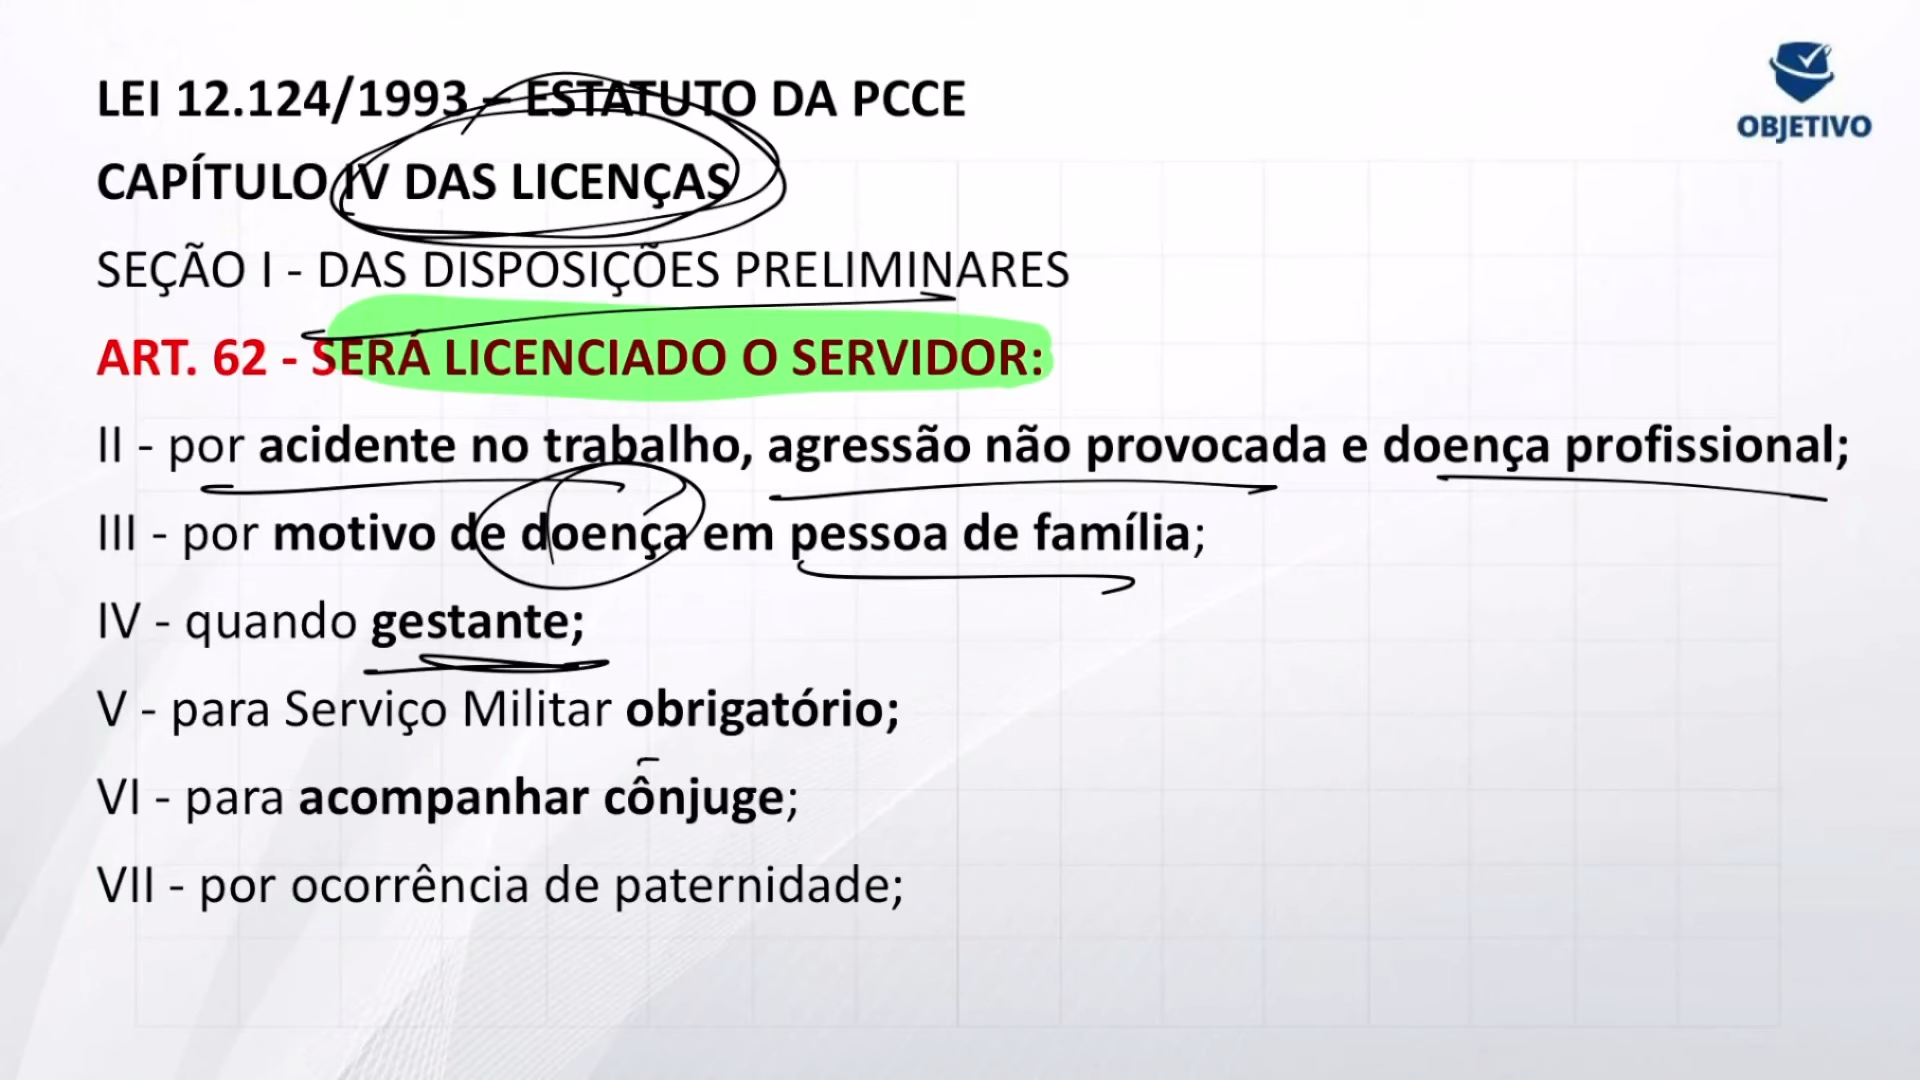 LEI 12.124/1993 – ESTATUTO DA PCCE
OBJETIVO
CAPÍTULO IV DAS LICENÇAS
SEÇÃO I - DAS DISPOSIÇÕES PRELIMINARES
ART. 62 - SERÁ LICENCIADO O SERVIDOR:
II - por acidente no trabalho, agressão não provocada e doença profissional;
III - por motivo de doença em pessoa de família;
IV - quando gestante;
V - para Serviço Militar obrigatório;
VI - para acompanhar cônjuge;
VII - por ocorrência de paternidade;